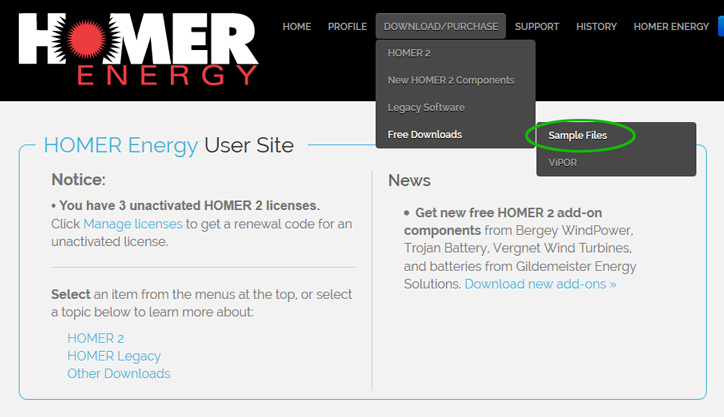 HOMER
ENERGY
HOME PROFILE DOWNLOAD/PURCHASE SUPPORT HISTORY HOMER ENERGY
HOMER 2
New HOMER 2 Components
Legacy Software
Free Downloads
Sample Files
ViPOR
HOMER Energy User Site
Notice:
• You have 3 unactivated HOMER 2 licenses.
Click Manage licenses to get a renewal code for an
unactivated license.
Select an item from the menus at the top, or select
a topic below to learn more about:
HOMER 2
HOMER Legacy
Other Downloads
News
• Get new free HOMER 2 add-on
components from Bergey WindPower,
Trojan Battery, Vergnet Wind Turbines,
and batteries from Gildemeister Energy
Solutions. Download new add-ons »